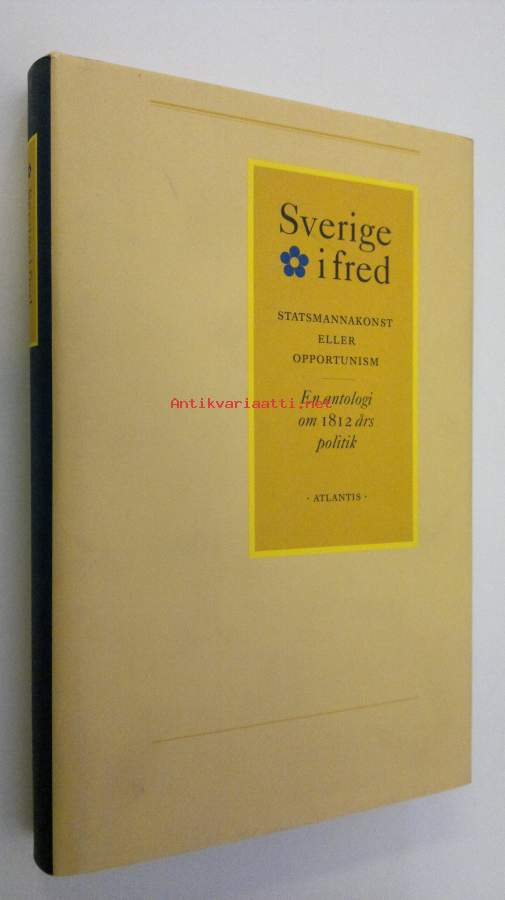 Sverige
i fred
STATSMANNAKONST
ELLER
OPPORTUNISM
En antologi
om 1812 års
politik
· ATLANTIS ·
Antikvariaatti.net